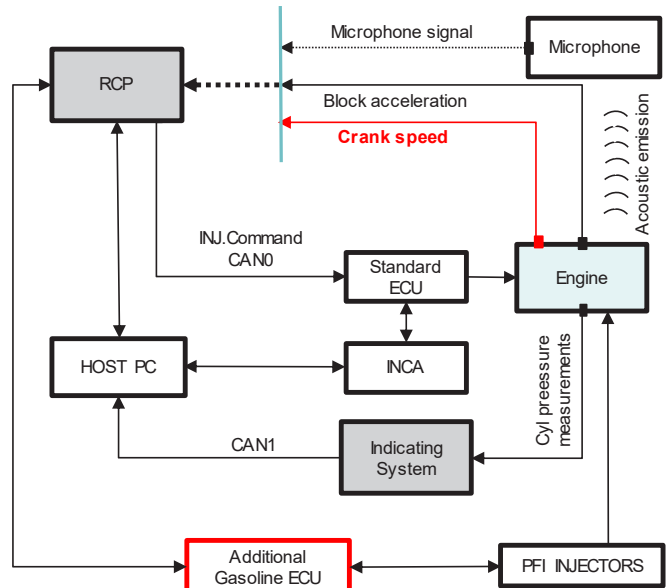 Microphone signal
Microphone
RCP
Block acceleration
Crank speed
Acoustic emission
INJ.Command
CAN0
Standard
ECU
Engine
HOST PC
INCA
Cyl preessure
measurements
CAN1
Indicating
System
Additional
Gasoline ECU
PFI INJECTORS